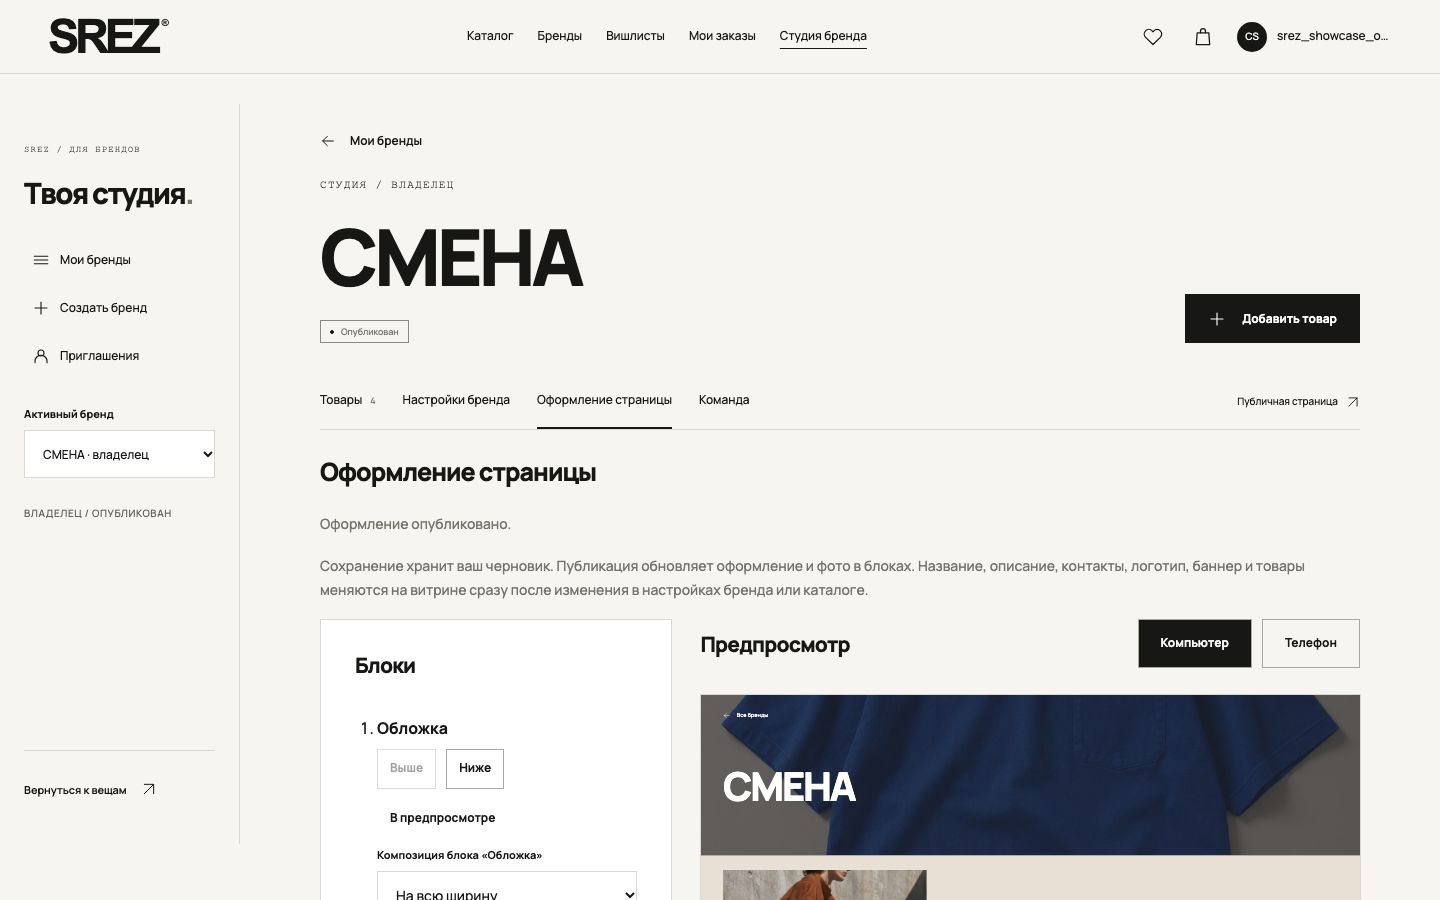 SREZ®
Каталог
Бренды
Вишлисты
Мои заказы
Студия бренда
CS
srez_showcase_o…
SREZ / ДЛЯ БРЕНДОВ
Твоя студия.
Мои бренды
Создать бренд
Приглашения
Активный бренд
СМЕНА · владелец
ВЛАДЕЛЕЦ / ОПУБЛИКОВАН
Вернуться к вещам
Мои бренды
СТУДИЯ / ВЛАДЕЛЕЦ
СМЕНА
Опубликован
Добавить товар
Товары 4
Настройки бренда
Оформление страницы
Команда
Публичная страница
Оформление страницы
Оформление опубликовано.
Сохранение хранит ваш черновик. Публикация обновляет оформление и фото в блоках. Название, описание, контакты, логотип, баннер и товары
меняются на витрине сразу после изменения в настройках бренда или каталоге.
Блоки
1. Обложка
Выше
Ниже
В предпросмотре
Композиция блока «Обложка»
На всю ширину
Предпросмотр
Компьютер
Телефон
Все бренды
СМЕНА